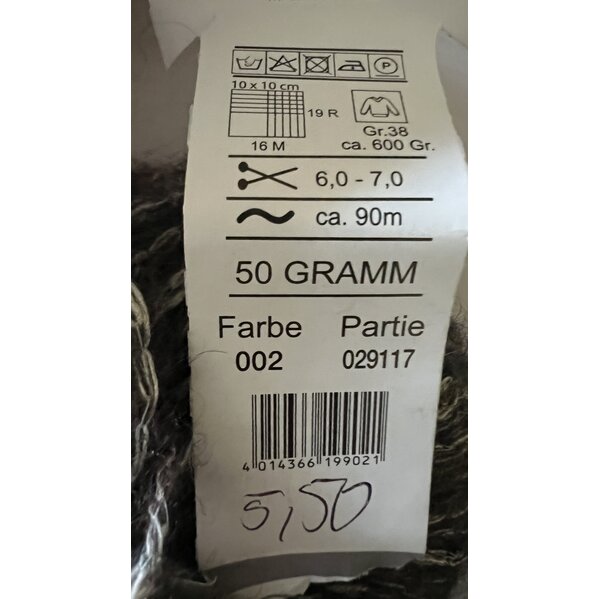 P
10 x 10 cm
19 R
16 M
Gr.38
ca. 600 Gr.
6,0 - 7,0
ca. 90m
50 GRAMM
Farbe Partie
002 029117
4 014366 199021
5,50